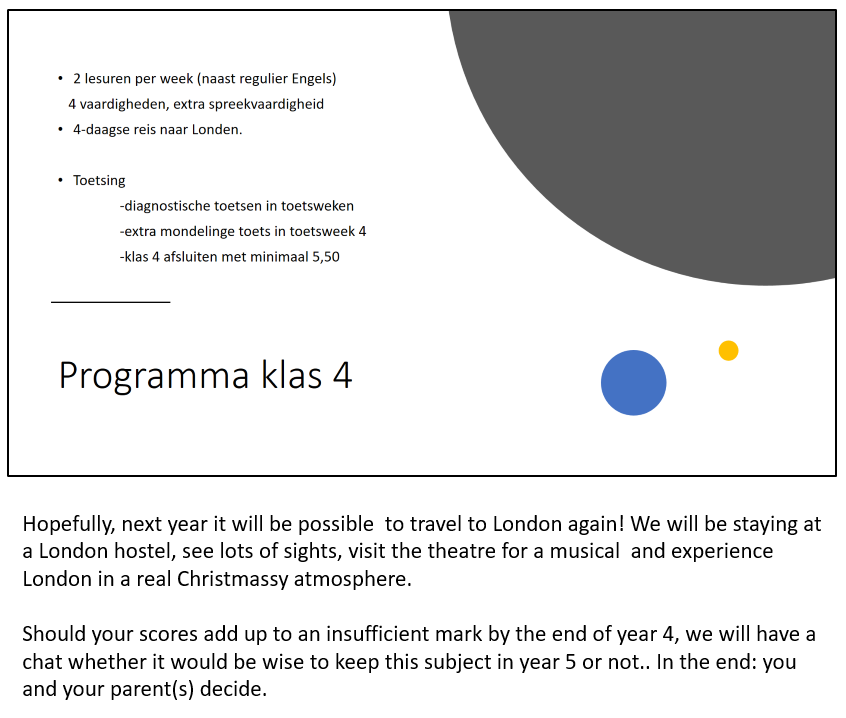 • 2 lesuren per week (naast regulier Engels)
4 vaardigheden, extra spreekvaardigheid
• 4-daagse reis naar Londen.
• Toetsing
-diagnostische toetsen in toetsweken
-extra mondelinge toets in toetsweek 4
-klas 4 afsluiten met minimaal 5,50
Programma klas 4
Hopefully, next year it will be possible  to travel to London again! We will be staying at
a London hostel, see lots of sights, visit the theatre for a musical  and experience
London in a real Christmassy atmosphere.
Should your scores add up to an insufficient mark by the end of year 4, we will have a
chat whether it would be wise to keep this subject in year 5 or not.. In the end: you
and your parent(s) decide.